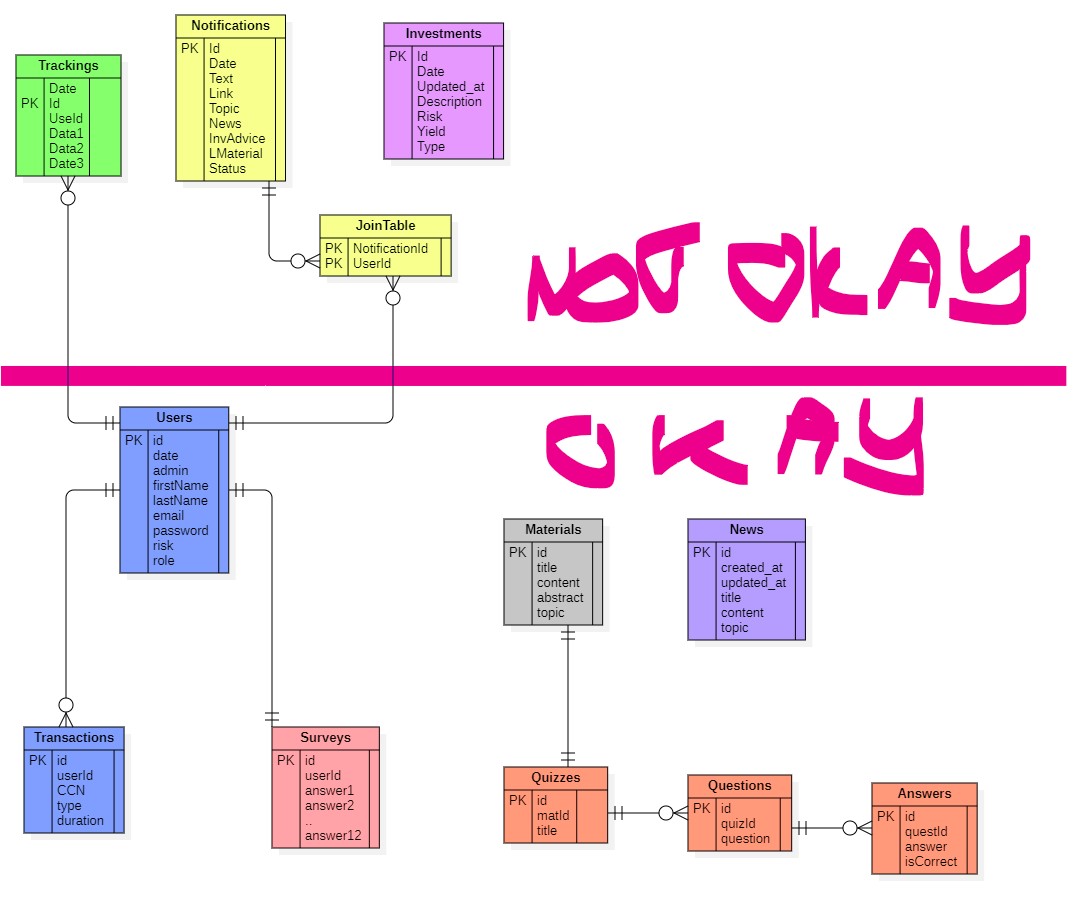 Notifications
PK Id
Date
Text
Link
Topic
News
InvAdvice
LMaterial
Status
Investments
PK Id
Date
Updated_at
Description
Risk
Yield
Type
Trackings
Date
PK Id
UseId
Data1
Data2
Date3
JoinTable
PK NotificationId
PK UserId
NOT OKAY
OKAY
Users
PK id
date
admin
firstName
lastName
email
password
risk
role
Materials
PK id
title
content
abstract
topic
News
PK id
created_at
updated_at
title
content
topic
Transactions
PK id
userId
CCN
type
duration
Surveys
PK id
userId
answer1
answer2
..
answer12
Quizzes
PK id
matId
title
Questions
PK id
quizId
question
Answers
PK id
questId
answer
isCorrect